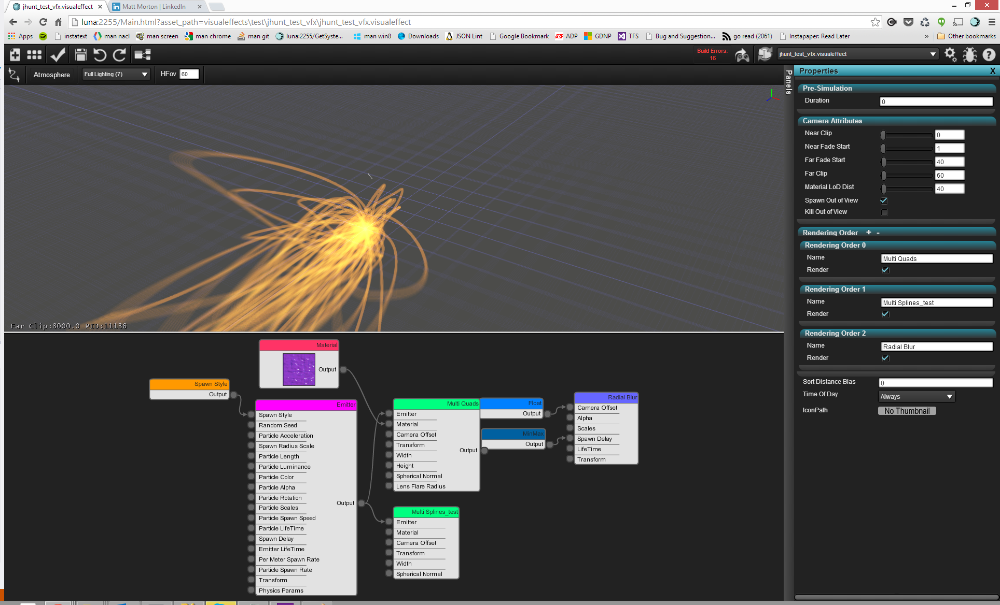 jhunt_test_vfx.visualeffect
Matt Morton | LinkedIn
luna:2255/Main.html?asset_path=visualeffects\test\jhunt_test_vfx\jhunt_test_vfx.visualeffect
Apps instatext man nacl man screen man chrome man git luna:2255/GetSyste... man win8 Downloads JSON Lint Google Bookmark ADP GDNP TFS Bug and Suggestion... go read (2061) Instapaper: Read Later » Other bookmarks
Build Errors:
16
jhunt_test_vfx.visualeffect
Atmosphere
Full Lighting (7)
HFov 60
Far Clip:8000.0 PID:11136
Panels
Properties X
Pre-Simulation
Duration 0
Camera Attributes
Near Clip 0
Near Fade Start 1
Far Fade Start 40
Far Clip 60
Material LoD Dist 40
Spawn Out of View
Kill Out of View
Rendering Order + -
Rendering Order 0
Name Multi Quads
Render
Rendering Order 1
Name Multi Splines_test
Render
Rendering Order 2
Name Radial Blur
Render
Sort Distance Bias 0
Time Of Day Always
IconPath No Thumbnail
Material
Output
Spawn Style
Output
Emitter
Spawn Style
Random Seed
Particle Acceleration
Spawn Radius Scale
Particle Length
Particle Luminance
Particle Color
Particle Alpha
Particle Rotation
Output
Particle Scales
Particle Spawn Speed
Particle LifeTime
Spawn Delay
Emitter LifeTime
Per Meter Spawn Rate
Particle Spawn Rate
Transform
Physics Params
Multi Quads
Emitter
Material
Camera Offset
Transform
Output
Width
Height
Spherical Normal
Lens Flare Radius
Multi Splines_test
Emitter
Material
Camera Offset
Transform
Width
Spherical Normal
Float
Output
MinMax
Output
Radial Blur
Camera Offset
Alpha
Scales
Spawn Delay
LifeTime
Transform